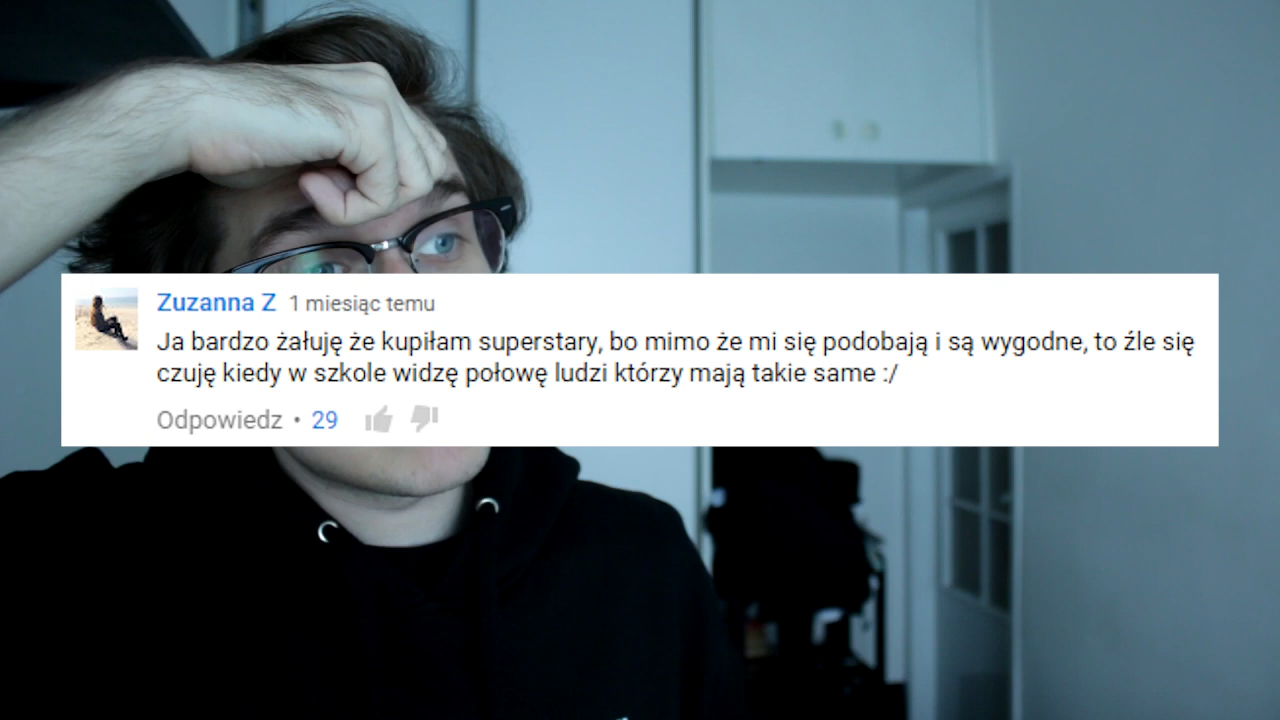 Zuzanna Z 1 miesiąc temu
Ja bardzo żałuję że kupiłam superstary, bo mimo że mi się podobają i są wygodne, to źle się
czuję kiedy w szkole widzę połowę ludzi którzy mają takie same :/
Odpowiedz • 29